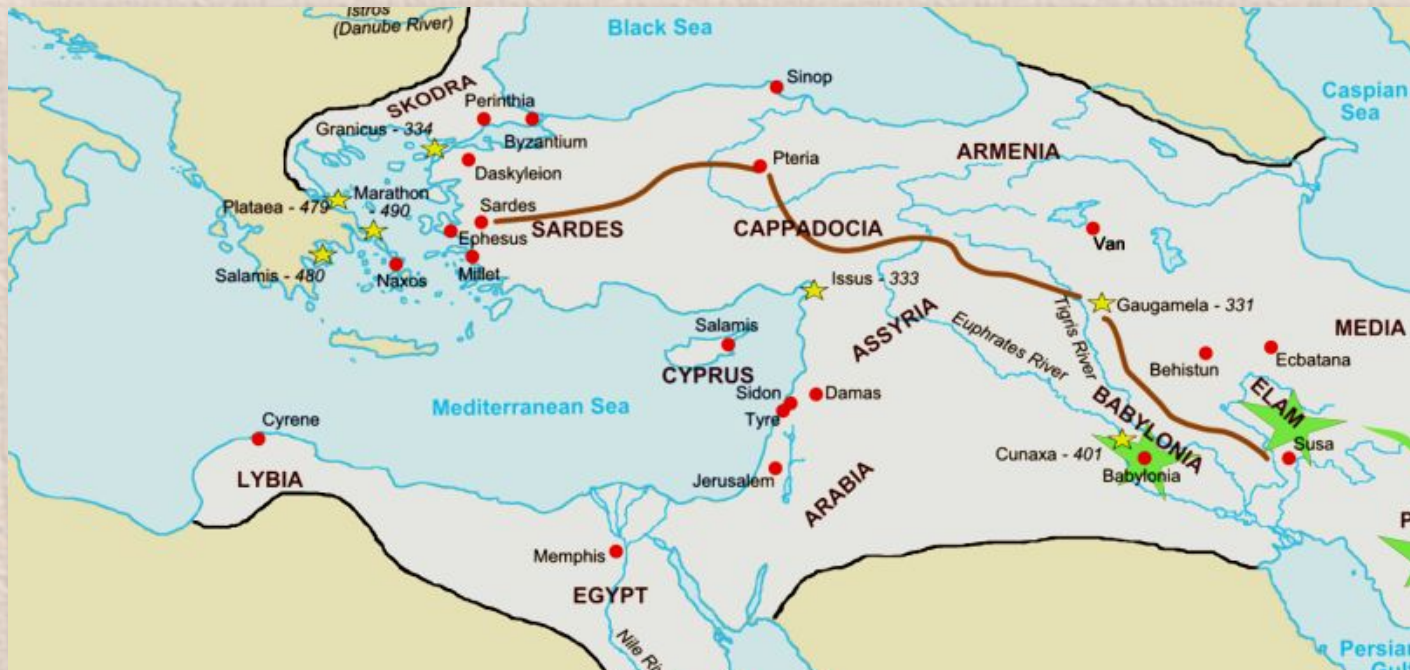 Istros
(Danube River)
Black Sea
Caspian
Sea
SKODRA
Sinop
Perinthia
Byzantium
Granicus - 334
Daskyleion
ARMENIA
Pteria
Marathon
- 490
Plataea - 479
Sardes
SARDES
CAPPADOCIA
Van
Ephesus
Salamis - 480
Naxos
Millet
Issus - 333
Gaugamela - 331
Tigris River
Euphrates River
ASSYRIA
MEDIA
Salamis
CYPRUS
Behistun
Ecbatana
Sidon
Damas
Tyre
Mediterranean Sea
BABYLONIA
ELAM
Cyrene
Susa
Cunaxa - 401
Babylonia
LYBIA
Jerusalem
ARABIA
Memphis
EGYPT
Nile